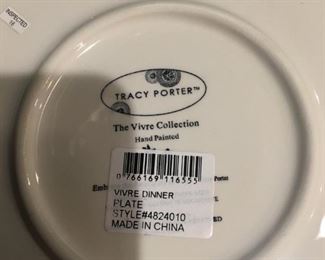 INSPECTED
TRACY PORTER™
The Vivre Collection
Hand Painted
0 766169 116555
VIVRE DINNER
PLATE
STYLE#4824010
MADE IN CHINA